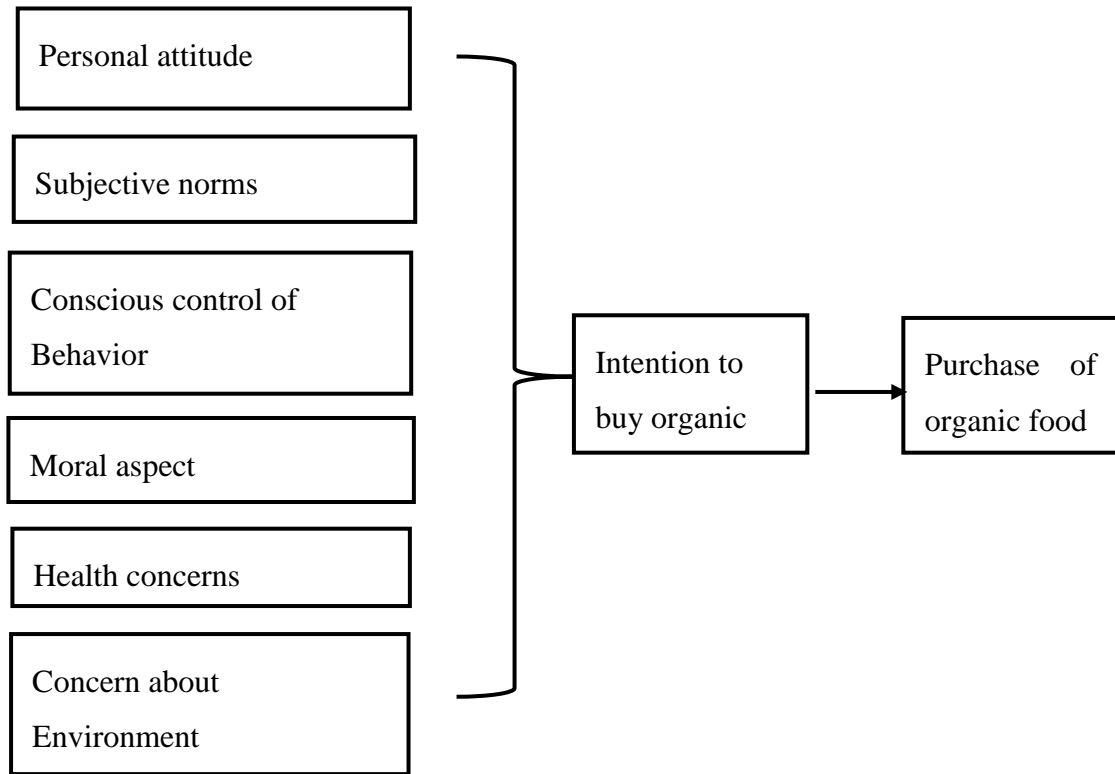 Personal attitude
Subjective norms
Conscious control of
Behavior
Moral aspect
Health concerns
Concern about
Environment
Intention to
buy organic
Purchase of
organic food